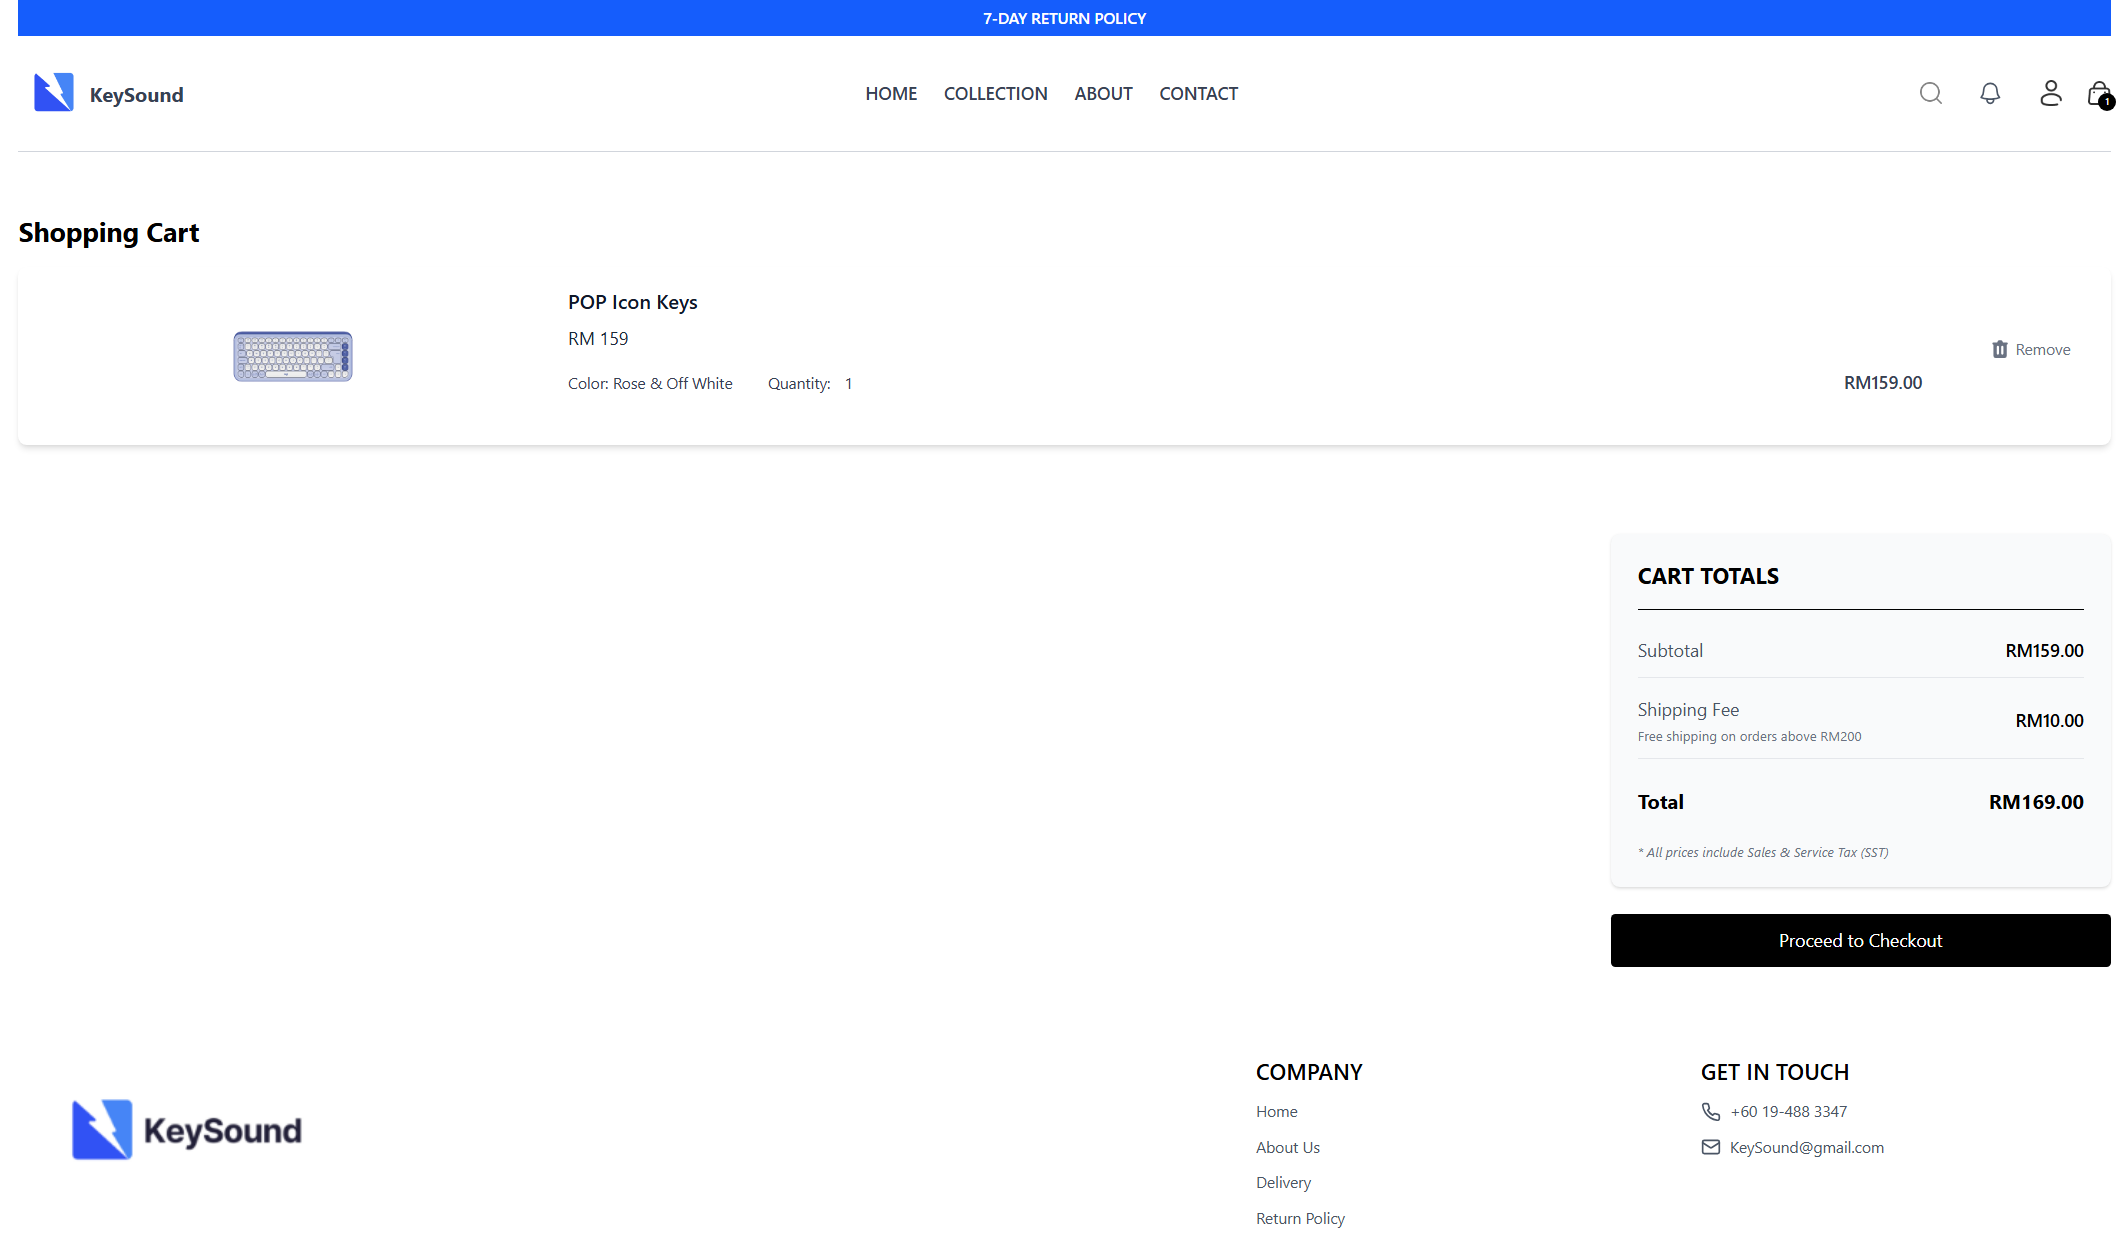 7-DAY RETURN POLICY
KeySound
HOME COLLECTION ABOUT CONTACT
1
Shopping Cart
POP Icon Keys
RM 159
Remove
Color: Rose & Off White Quantity: 1
RM159.00
CART TOTALS
Subtotal RM159.00
Shipping Fee
RM10.00
Free shipping on orders above RM200
Total RM169.00
* All prices include Sales & Service Tax (SST)
Proceed to Checkout
KeySound
COMPANY
Home
About Us
Delivery
Return Policy
GET IN TOUCH
+60 19-488 3347
KeySound@gmail.com